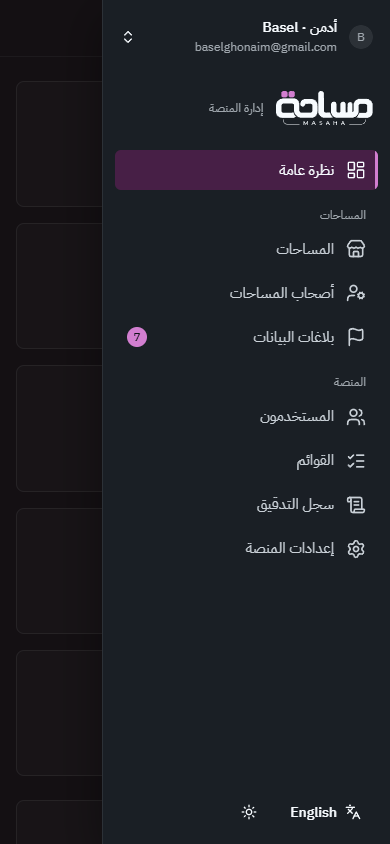 أدمن - Basel
B
baselghonaim@gmail.com
مساحة
MASAHA
إدارة المنصة
نظرة عامة
المساحات
المساحات
أصحاب المساحات
بلاغات البيانات
7
المنصة
المستخدمون
القوائم
سجل التدقيق
إعدادات المنصة
English